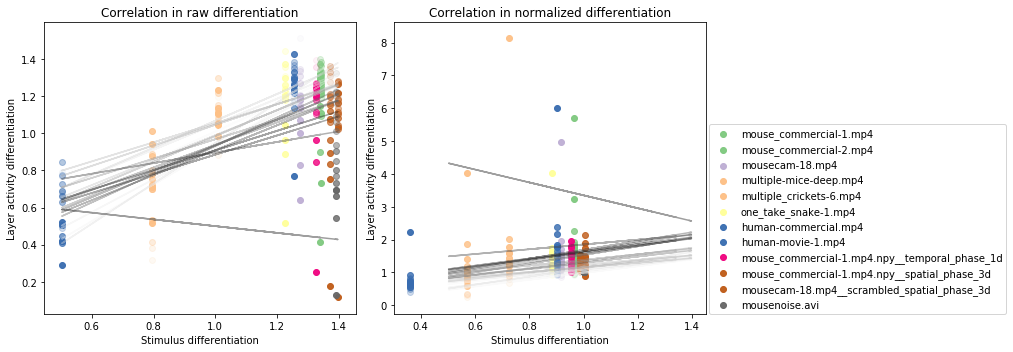 Correlation in raw differentiation
Layer activity differentiation
1.4
1.2
1.0
0.8
0.6
0.4
0.2
0.6 0.8 1.0 1.2 1.4
Stimulus differentiation
Correlation in normalized differentiation
Layer activity differentiation
8
7
6
5
4
3
2
1
0
0.4 0.6 0.8 1.0 1.2 1.4
Stimulus differentiation
mouse_commercial-1.mp4
mouse_commercial-2.mp4
mousecam-18.mp4
multiple-mice-deep.mp4
multiple_crickets-6.mp4
one_take_snake-1.mp4
human-commercial.mp4
human-movie-1.mp4
mouse_commercial-1.mp4.npy__temporal_phase_1d
mouse_commercial-1.mp4.npy__spatial_phase_3d
mousecam-18.mp4__scrambled_spatial_phase_3d
mousenoise.avi